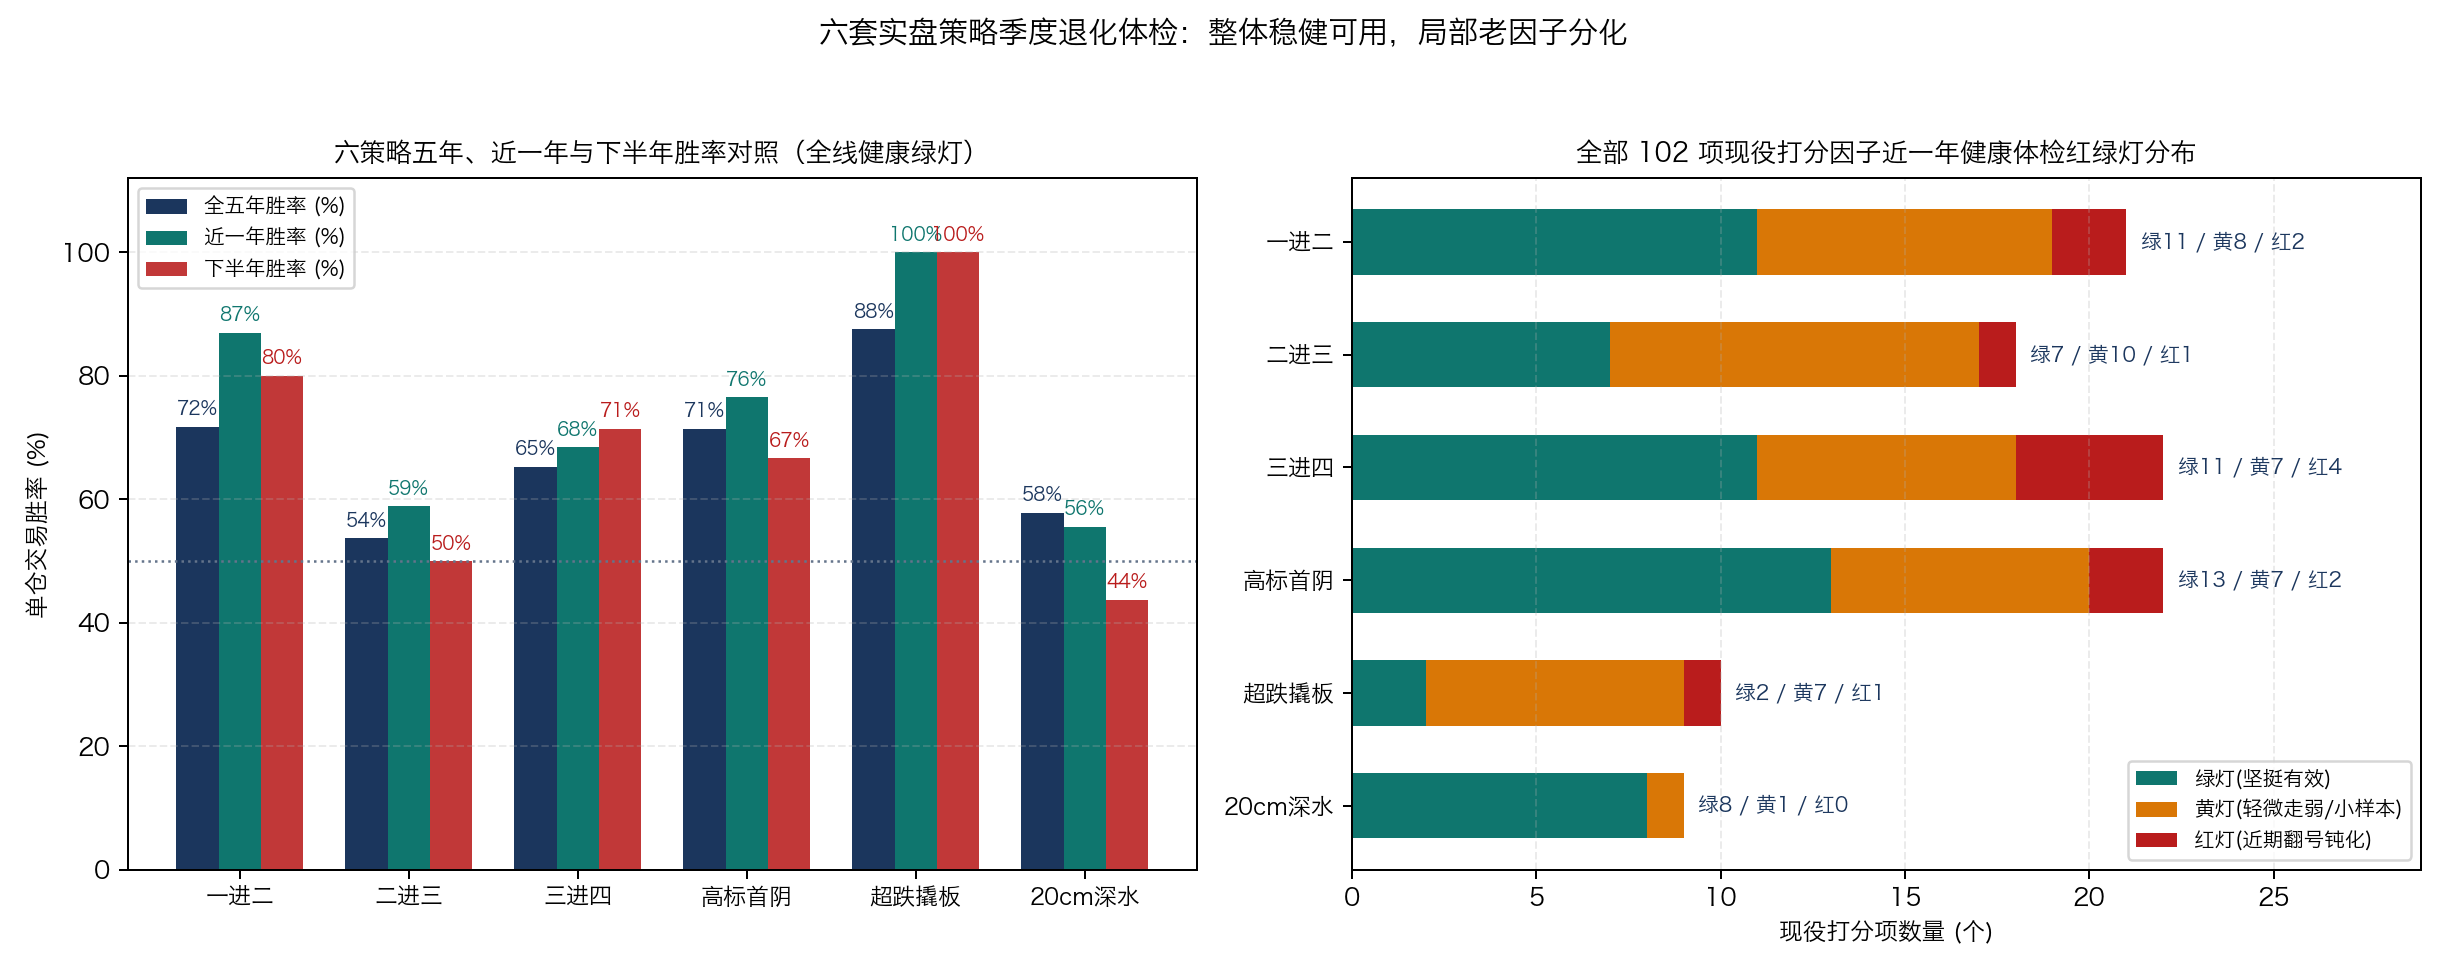 六套实盘策略季度退化体检：整体稳健可用，局部老因子分化
六策略五年、近一年与下半年胜率对照（全线健康绿灯）
全五年胜率 (%)
近一年胜率 (%)
下半年胜率 (%)
单仓交易胜率 (%)
100
80
60
40
20
0
72%
87%
80%
54%
59%
50%
65%
68%
71%
71%
76%
67%
88%
100%
100%
58%
56%
44%
一进二
二进三
三进四
高标首阴
超跌撬板
20cm深水
全部 102 项现役打分因子近一年健康体检红绿灯分布
一进二
绿11 / 黄8 / 红2
二进三
绿7 / 黄10 / 红1
三进四
绿11 / 黄7 / 红4
高标首阴
绿13 / 黄7 / 红2
超跌撬板
绿2 / 黄7 / 红1
20cm深水
绿8 / 黄1 / 红0
绿灯(坚挺有效)
黄灯(轻微走弱/小样本)
红灯(近期翻号钝化)
0
5
10
15
20
25
现役打分项数量 (个)